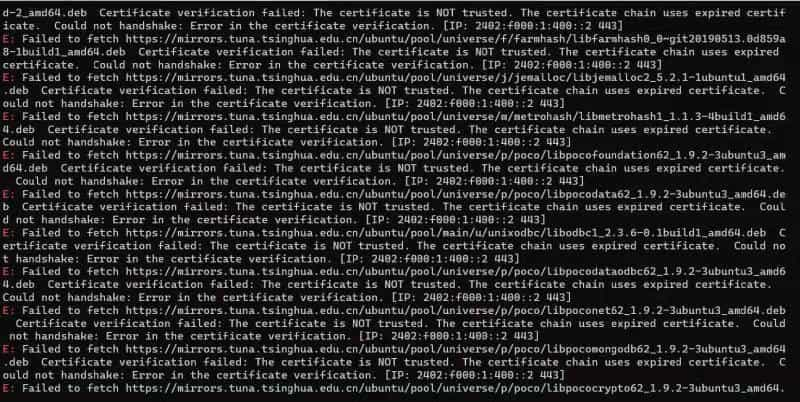 d-2_amd64.deb  Certificate verification failed: The certificate is NOT trusted. The certificate chain uses expired certif
icate.  Could not handshake: Error in the certificate verification. [IP: 2402:f000:1:400::2 443]
E: Failed to fetch https://mirrors.tuna.tsinghua.edu.cn/ubuntu/pool/universe/f/farmhash/libfarmhash0_0~git20190513.0d859a
8-1build1_amd64.deb  Certificate verification failed: The certificate is NOT trusted. The certificate chain uses expired
certificate.  Could not handshake: Error in the certificate verification. [IP: 2402:f000:1:400::2 443]
E: Failed to fetch https://mirrors.tuna.tsinghua.edu.cn/ubuntu/pool/universe/j/jemalloc/libjemalloc2_5.2.1-1ubuntu1_amd64
.deb  Certificate verification failed: The certificate is NOT trusted. The certificate chain uses expired certificate.  C
ould not handshake: Error in the certificate verification. [IP: 2402:f000:1:400::2 443]
E: Failed to fetch https://mirrors.tuna.tsinghua.edu.cn/ubuntu/pool/universe/m/metrohash/libmetrohash1_1.1.3-4build1_amd6
4.deb  Certificate verification failed: The certificate is NOT trusted. The certificate chain uses expired certificate.
Could not handshake: Error in the certificate verification. [IP: 2402:f000:1:400::2 443]
E: Failed to fetch https://mirrors.tuna.tsinghua.edu.cn/ubuntu/pool/universe/p/poco/libpocofoundation62_1.9.2-3ubuntu3_am
d64.deb  Certificate verification failed: The certificate is NOT trusted. The certificate chain uses expired certificate.
  Could not handshake: Error in the certificate verification. [IP: 2402:f000:1:400::2 443]
E: Failed to fetch https://mirrors.tuna.tsinghua.edu.cn/ubuntu/pool/universe/p/poco/libpocodata62_1.9.2-3ubuntu3_amd64.de
b  Certificate verification failed: The certificate is NOT trusted. The certificate chain uses expired certificate.  Coul
d not handshake: Error in the certificate verification. [IP: 2402:f000:1:400::2 443]
E: Failed to fetch https://mirrors.tuna.tsinghua.edu.cn/ubuntu/pool/main/u/unixodbc/libodbc1_2.3.6-0.1build1_amd64.deb  C
ertificate verification failed: The certificate is NOT trusted. The certificate chain uses expired certificate.  Could no
t handshake: Error in the certificate verification. [IP: 2402:f000:1:400::2 443]
E: Failed to fetch https://mirrors.tuna.tsinghua.edu.cn/ubuntu/pool/universe/p/poco/libpocodataodbc62_1.9.2-3ubuntu3_amd6
4.deb  Certificate verification failed: The certificate is NOT trusted. The certificate chain uses expired certificate.
Could not handshake: Error in the certificate verification. [IP: 2402:f000:1:400::2 443]
E: Failed to fetch https://mirrors.tuna.tsinghua.edu.cn/ubuntu/pool/universe/p/poco/libpoconet62_1.9.2-3ubuntu3_amd64.deb
  Certificate verification failed: The certificate is NOT trusted. The certificate chain uses expired certificate.  Could
 not handshake: Error in the certificate verification. [IP: 2402:f000:1:400::2 443]
E: Failed to fetch https://mirrors.tuna.tsinghua.edu.cn/ubuntu/pool/universe/p/poco/libpocomongodb62_1.9.2-3ubuntu3_amd64
.deb  Certificate verification failed: The certificate is NOT trusted. The certificate chain uses expired certificate.  C
ould not handshake: Error in the certificate verification. [IP: 2402:f000:1:400::2 443]
E: Failed to fetch https://mirrors.tuna.tsinghua.edu.cn/ubuntu/pool/universe/p/poco/libpococrypto62_1.9.2-3ubuntu3_amd64.